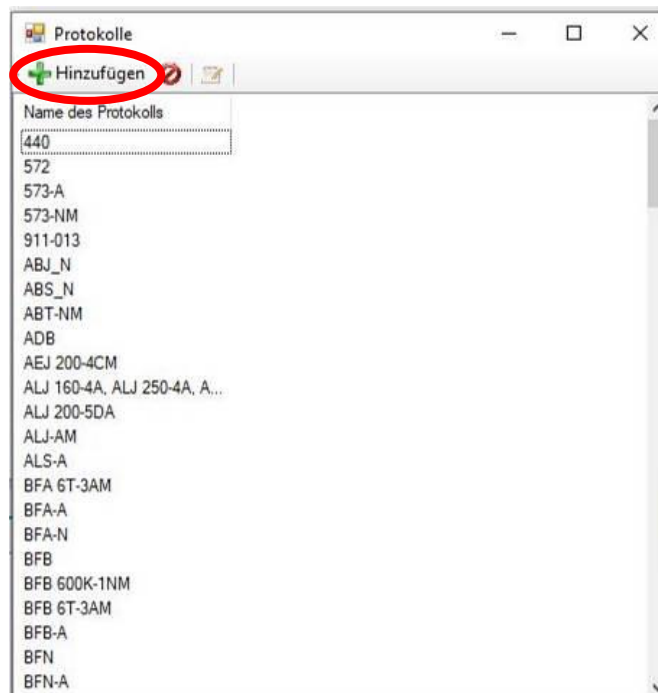 Protokolle
Hinzufügen
Name des Protokolls
440
572
573-A
573-NM
911-013
ABJ_N
ABS_N
ABT-NM
ADB
AEJ 200-4CM
ALJ 160-4A, ALJ 250-4A, A...
ALJ 200-5DA
ALJ-AM
ALS-A
BFA 6T-3AM
BFA-A
BFA-N
BFB
BFB 600K-1NM
BFB 6T-3AM
BFB-A
BFN
BFN-A